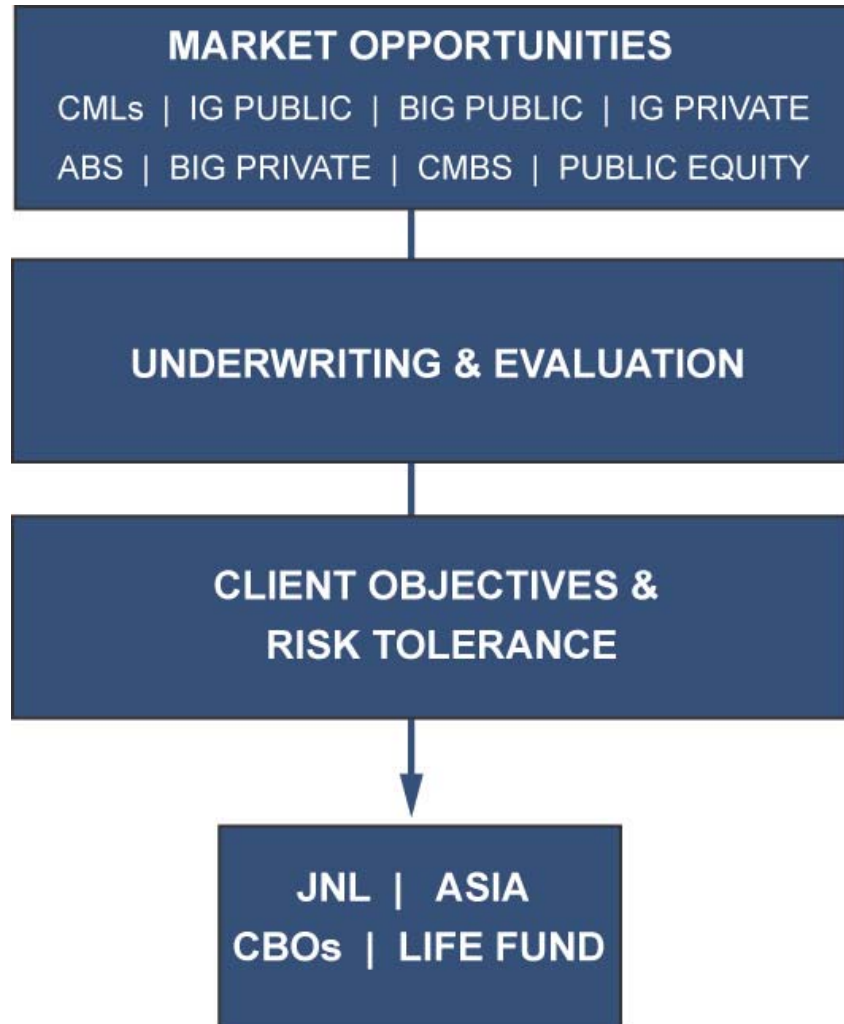 MARKET OPPORTUNITIES
CMLs | IG PUBLIC | BIG PUBLIC | IG PRIVATE
ABS | BIG PRIVATE | CMBS | PUBLIC EQUITY
UNDERWRITING & EVALUATION
CLIENT OBJECTIVES &
RISK TOLERANCE
JNL | ASIA
CBOs | LIFE FUND